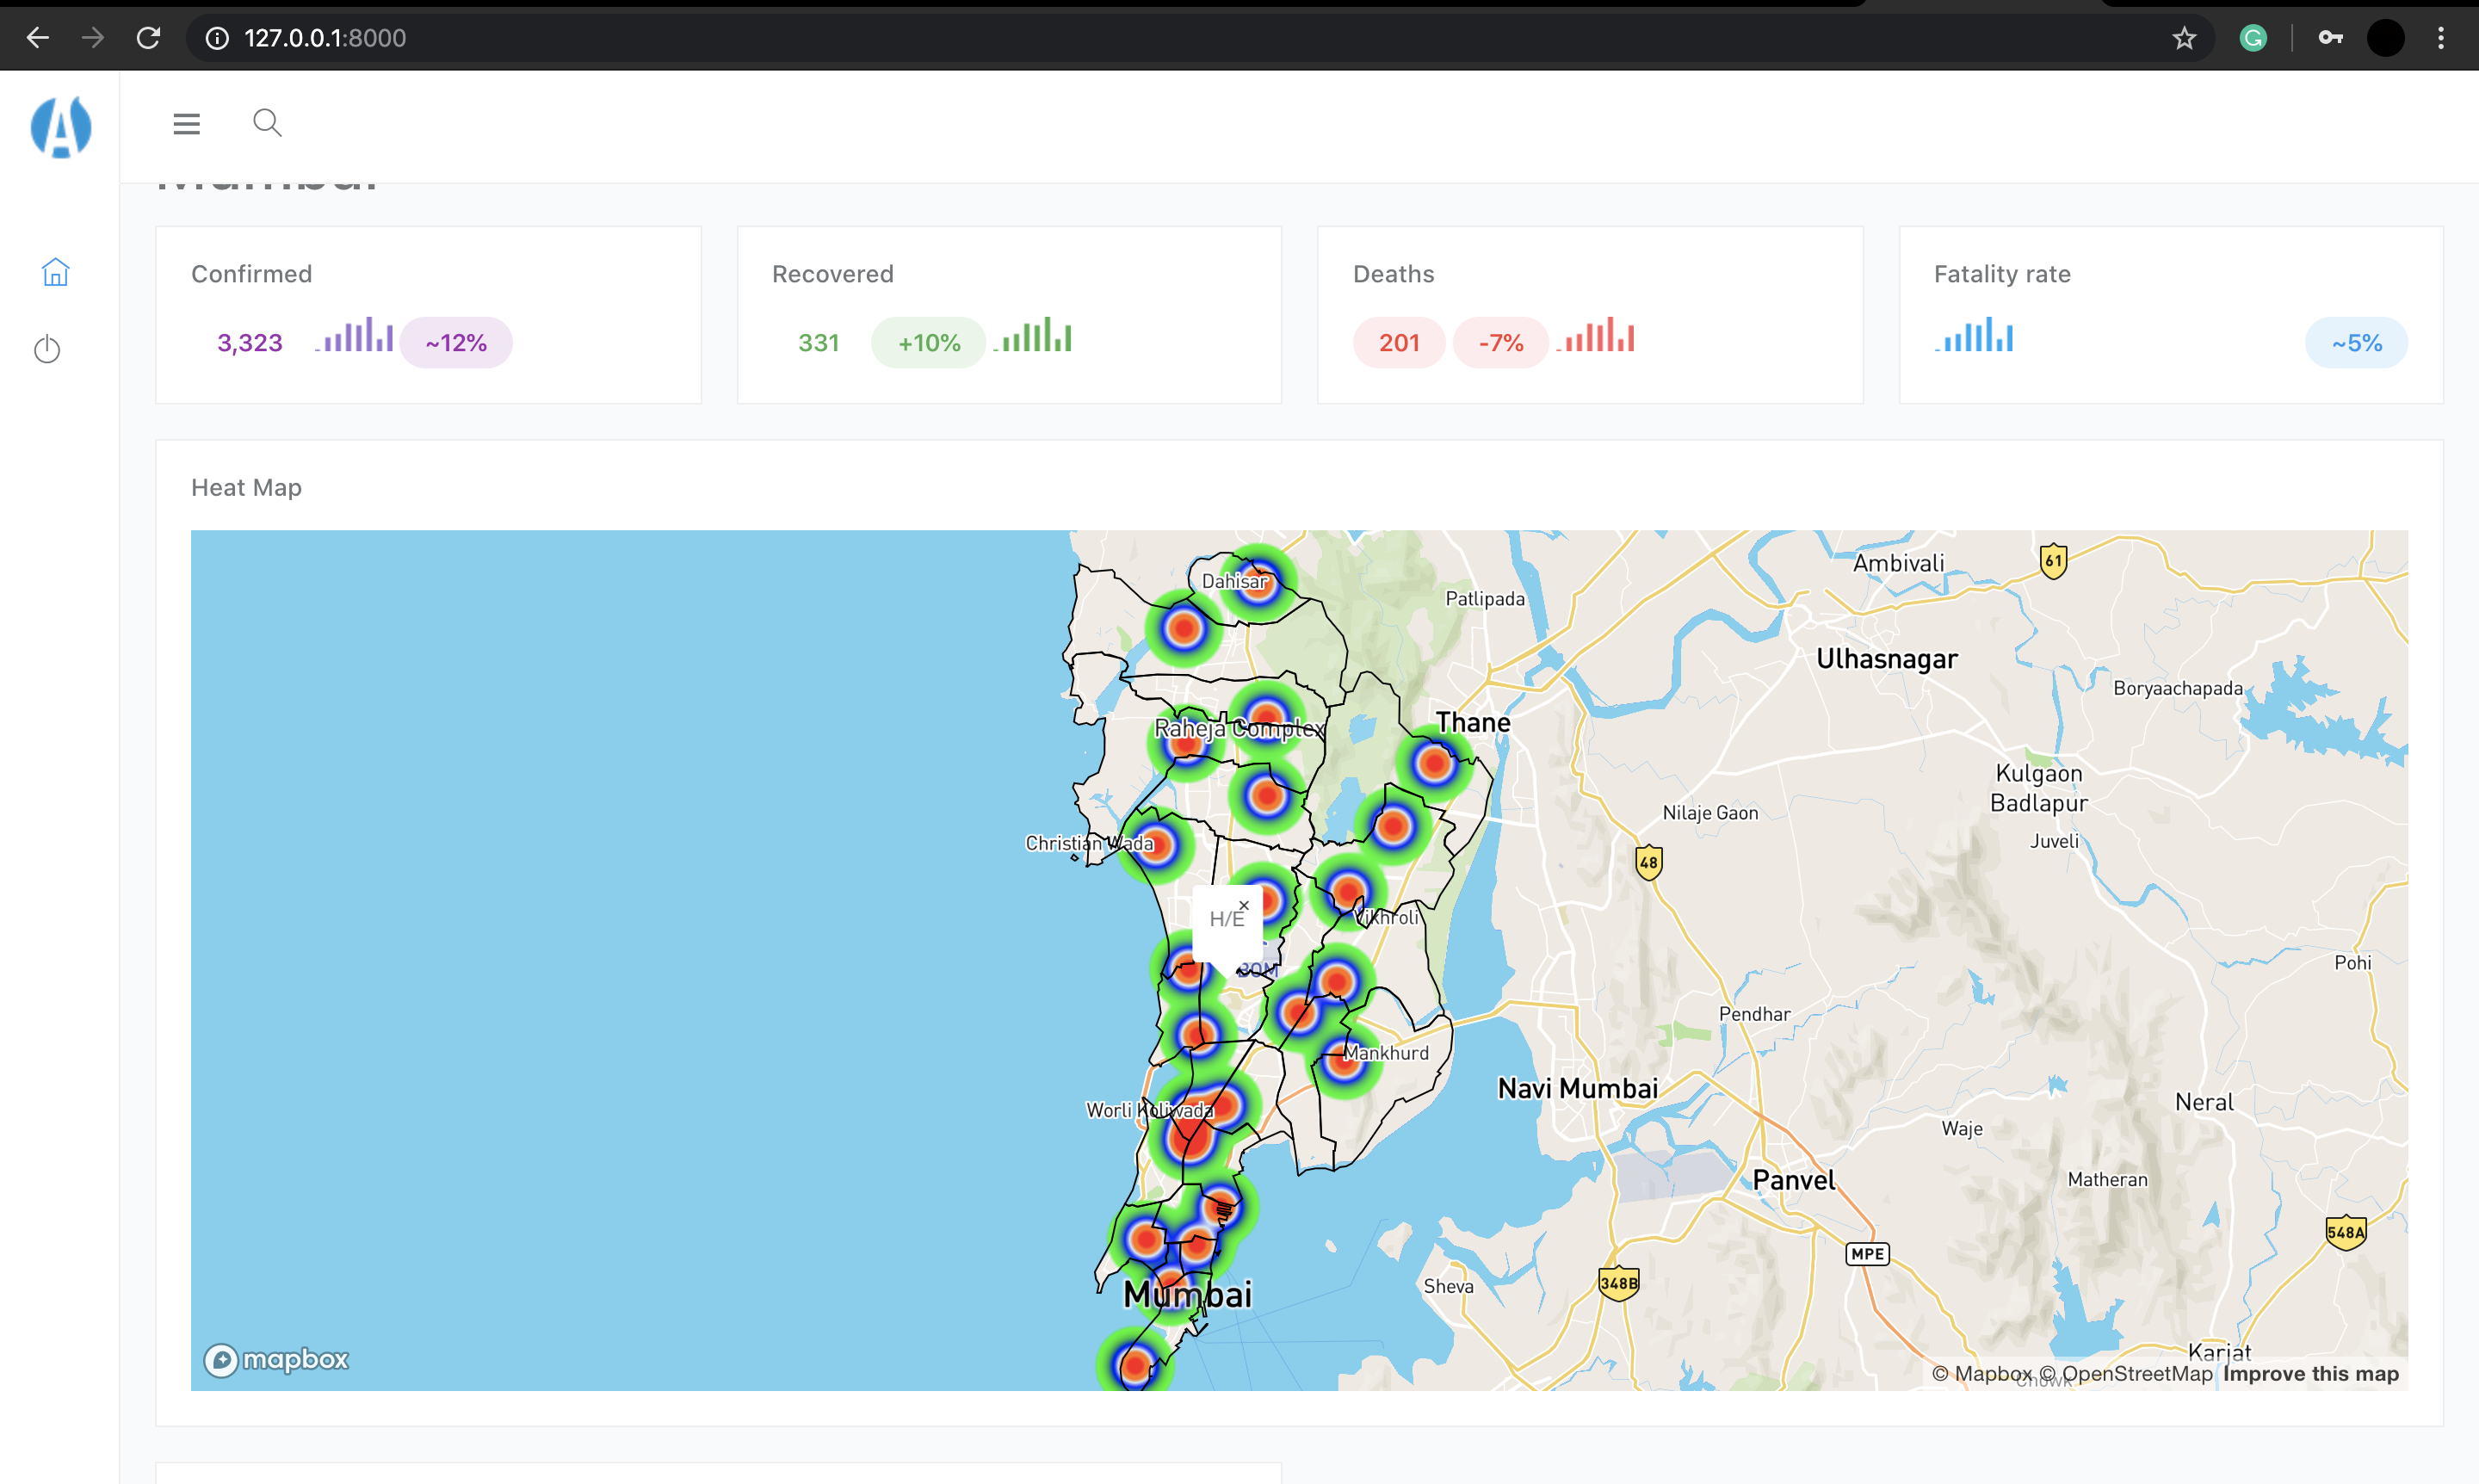 127.0.0.1:8000
Mumbai
Confirmed
3,323
~12%
Recovered
331
+10%
Deaths
201
-7%
Fatality rate
~5%
Heat Map
Dahisar
Patlipada
Ambivali
61
Ulhasnagar
Boryaachapada
Raheja Complex
Thane
Kulgaon
Badlapur
Nilaje Gaon
Juveli
Christian Wada
48
H/E
×
Vikhroli
BOM
Pohi
Pendhar
Mankhurd
Navi Mumbai
Worli Koliwada
Neral
Waje
Panvel
Matheran
548A
MPE
Sheva
348B
Mumbai
Karjat
mapbox
© Mapbox © OpenStreetMap Improve this map
Chowk